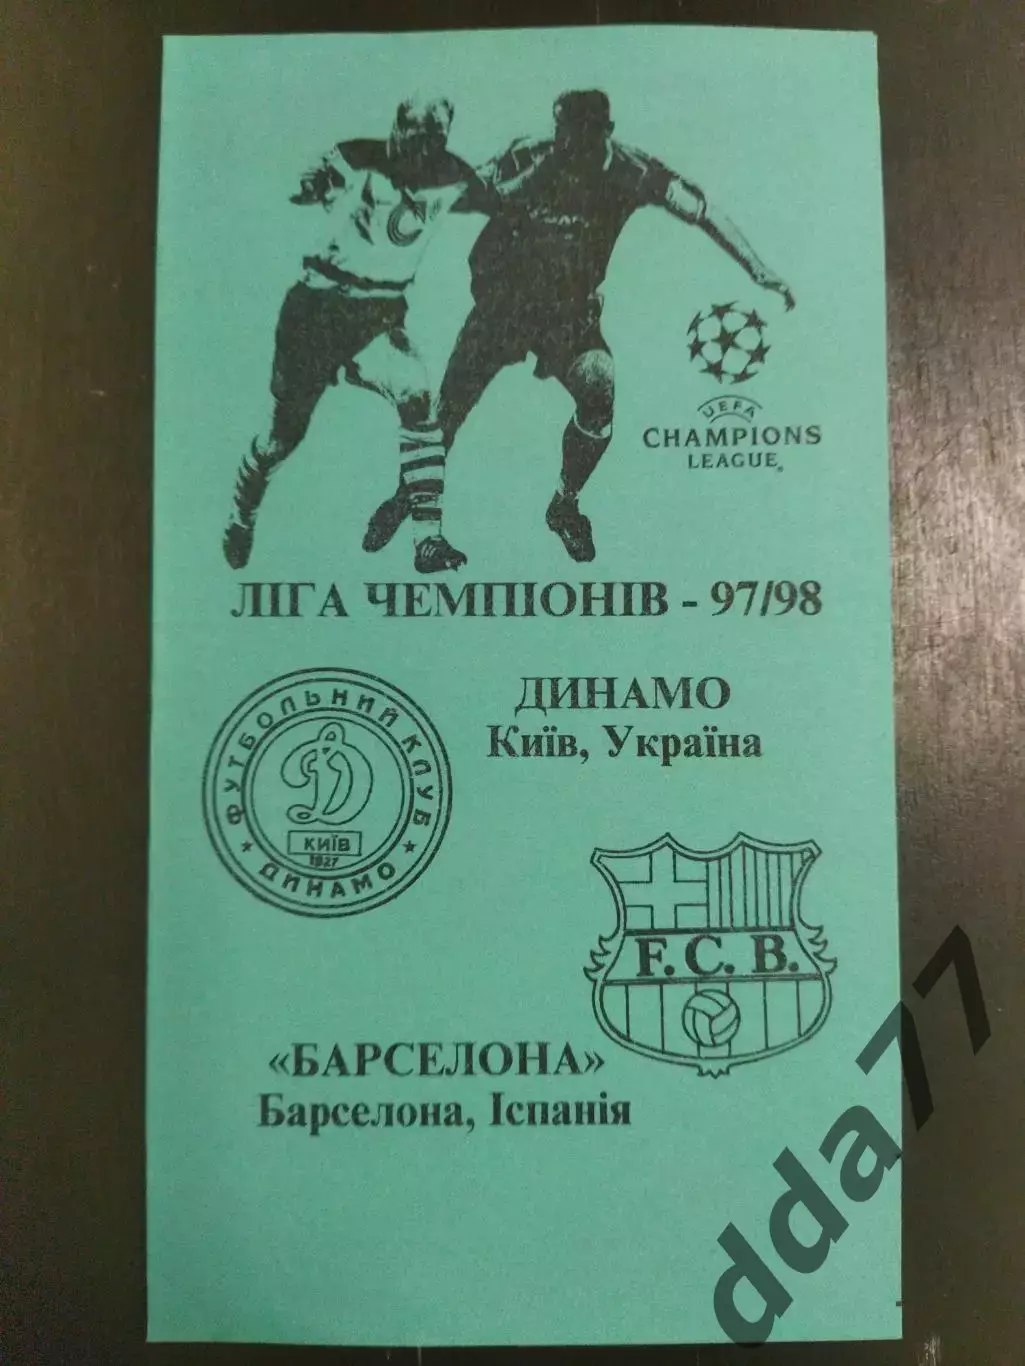 UEFA
CHAMPIONS
LEAGUE
ЛІГА ЧЕМПІОНІВ - 97/98
ДИНАМО
Київ, Україна
ФУТБОЛЬНИЙ КЛУБ
Д
КИЇВ
1927
ДИНАМО
F.C.B.
«БАРСЕЛОНА»
Барселона, Іспанія
dda77